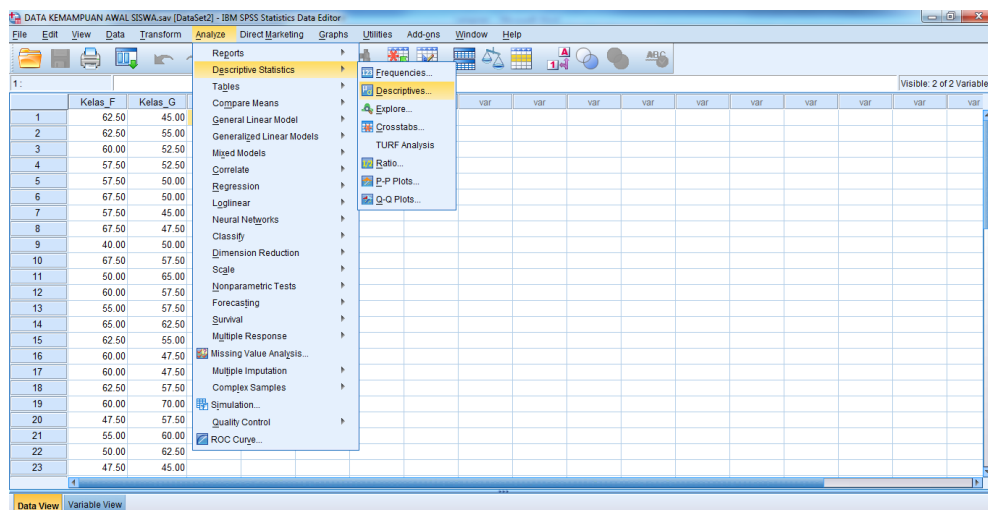 DATA KEMAMPUAN AWAL SISWA.sav [DataSet2] - IBM SPSS Statistics Data Editor
File Edit View Data Transform Analyze Direct Marketing Graphs Utilities Add-ons Window Help
1 :
Visible: 2 of 2 Variable
Kelas_F Kelas_G var var var var var var var var var
1 62.50 45.00
2 62.50 55.00
3 60.00 52.50
4 57.50 52.50
5 57.50 50.00
6 67.50 50.00
7 57.50 45.00
8 67.50 47.50
9 40.00 50.00
10 67.50 57.50
11 50.00 65.00
12 60.00 57.50
13 55.00 57.50
14 65.00 62.50
15 62.50 55.00
16 60.00 47.50
17 60.00 47.50
18 62.50 57.50
19 60.00 70.00
20 47.50 57.50
21 55.00 60.00
22 50.00 62.50
23 47.50 45.00
Reports
Descriptive Statistics
Tables
Compare Means
General Linear Model
Generalized Linear Models
Mixed Models
Correlate
Regression
Loglinear
Neural Networks
Classify
Dimension Reduction
Scale
Nonparametric Tests
Forecasting
Survival
Multiple Response
Missing Value Analysis...
Multiple Imputation
Complex Samples
Simulation...
Quality Control
ROC Curve...
Frequencies...
Descriptives...
Explore...
Crosstabs...
TURF Analysis
Ratio...
P-P Plots...
Q-Q Plots...
Data View Variable View